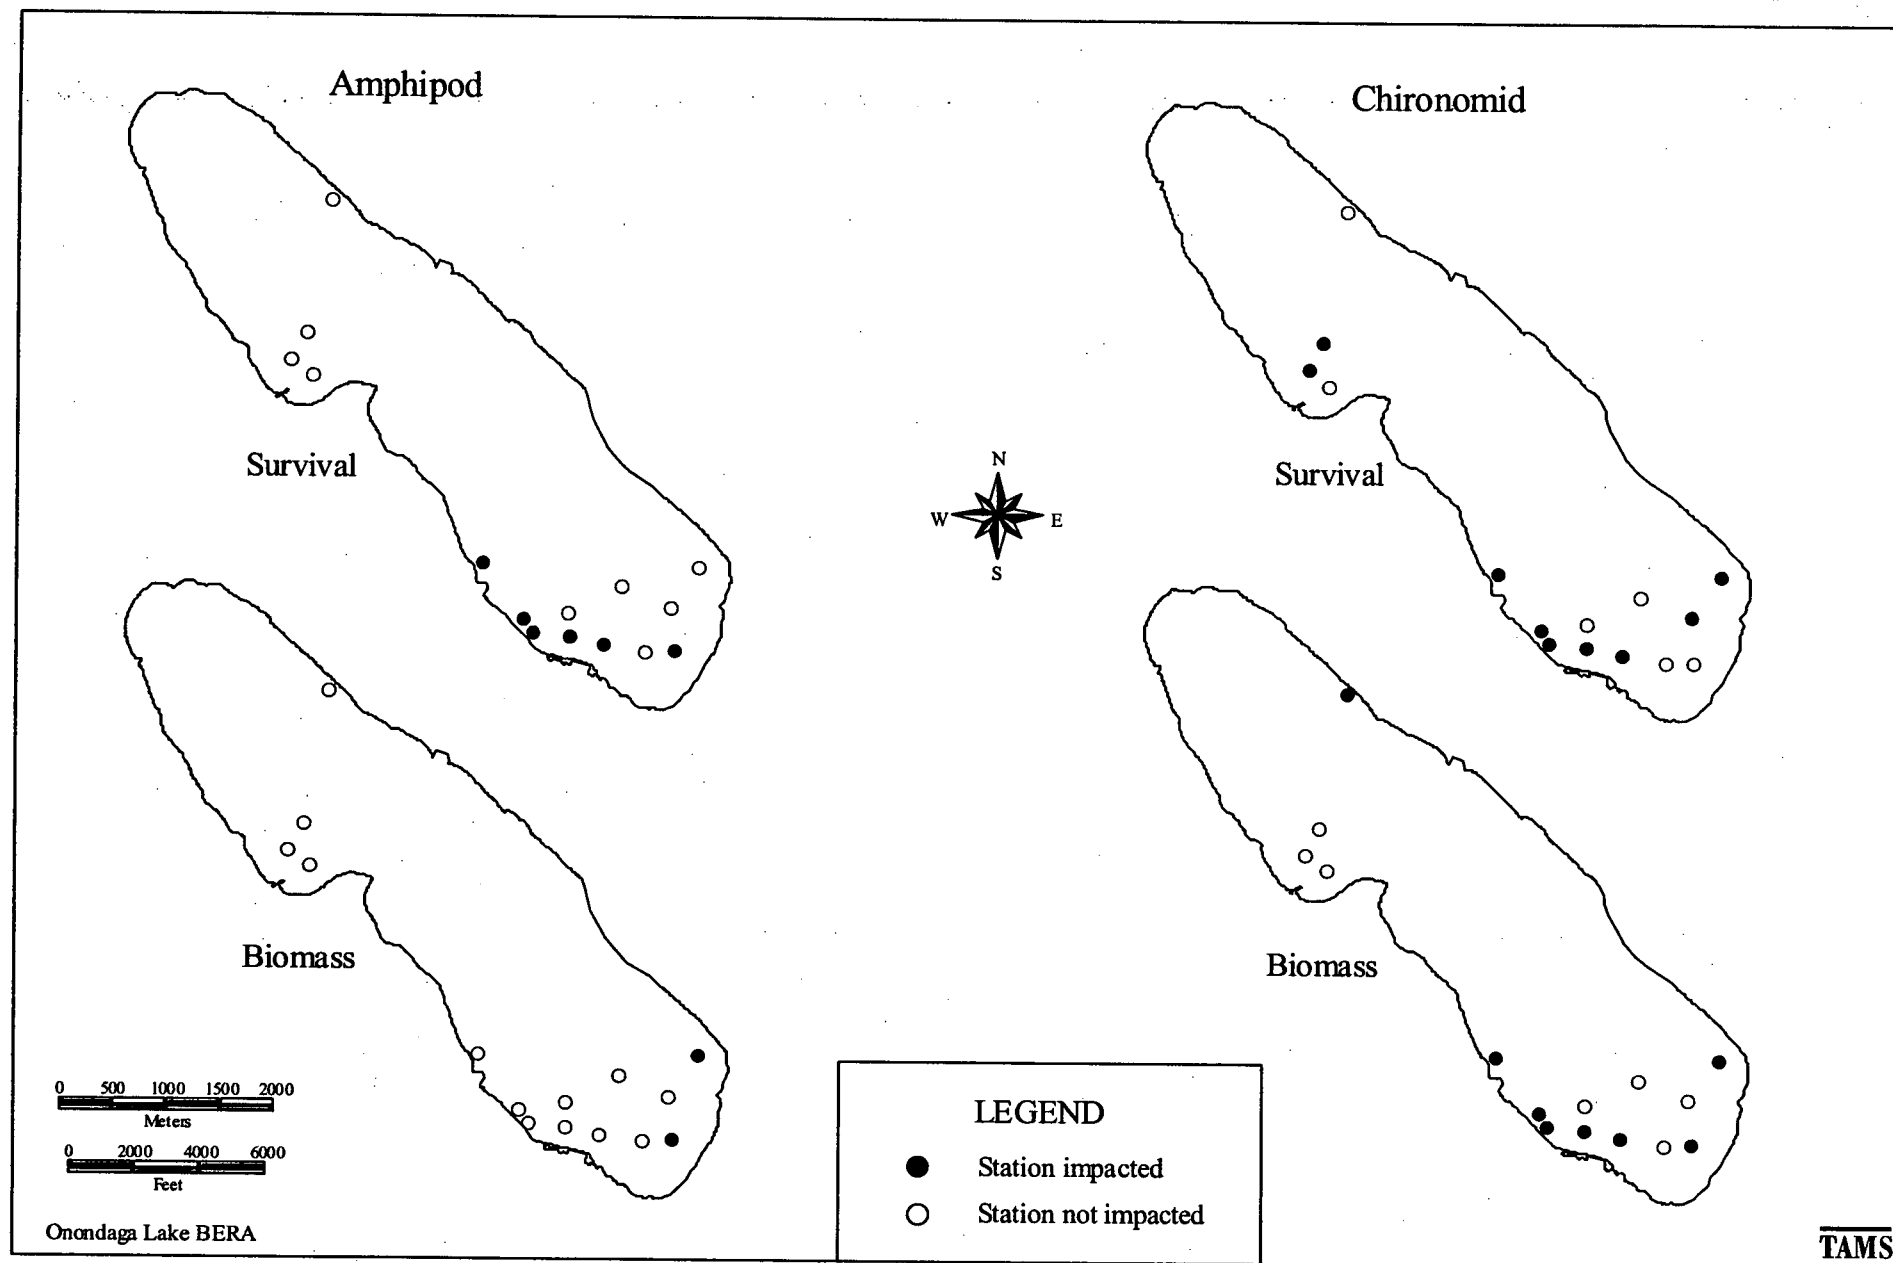 Amphipod
Chironomid
Survival
Survival
N
W E
S
Biomass
Biomass
0 500 1000 1500 2000
Meters
0 2000 4000 6000
Feet
Onondaga Lake BERA
LEGEND
Station impacted
Station not impacted
TAMS